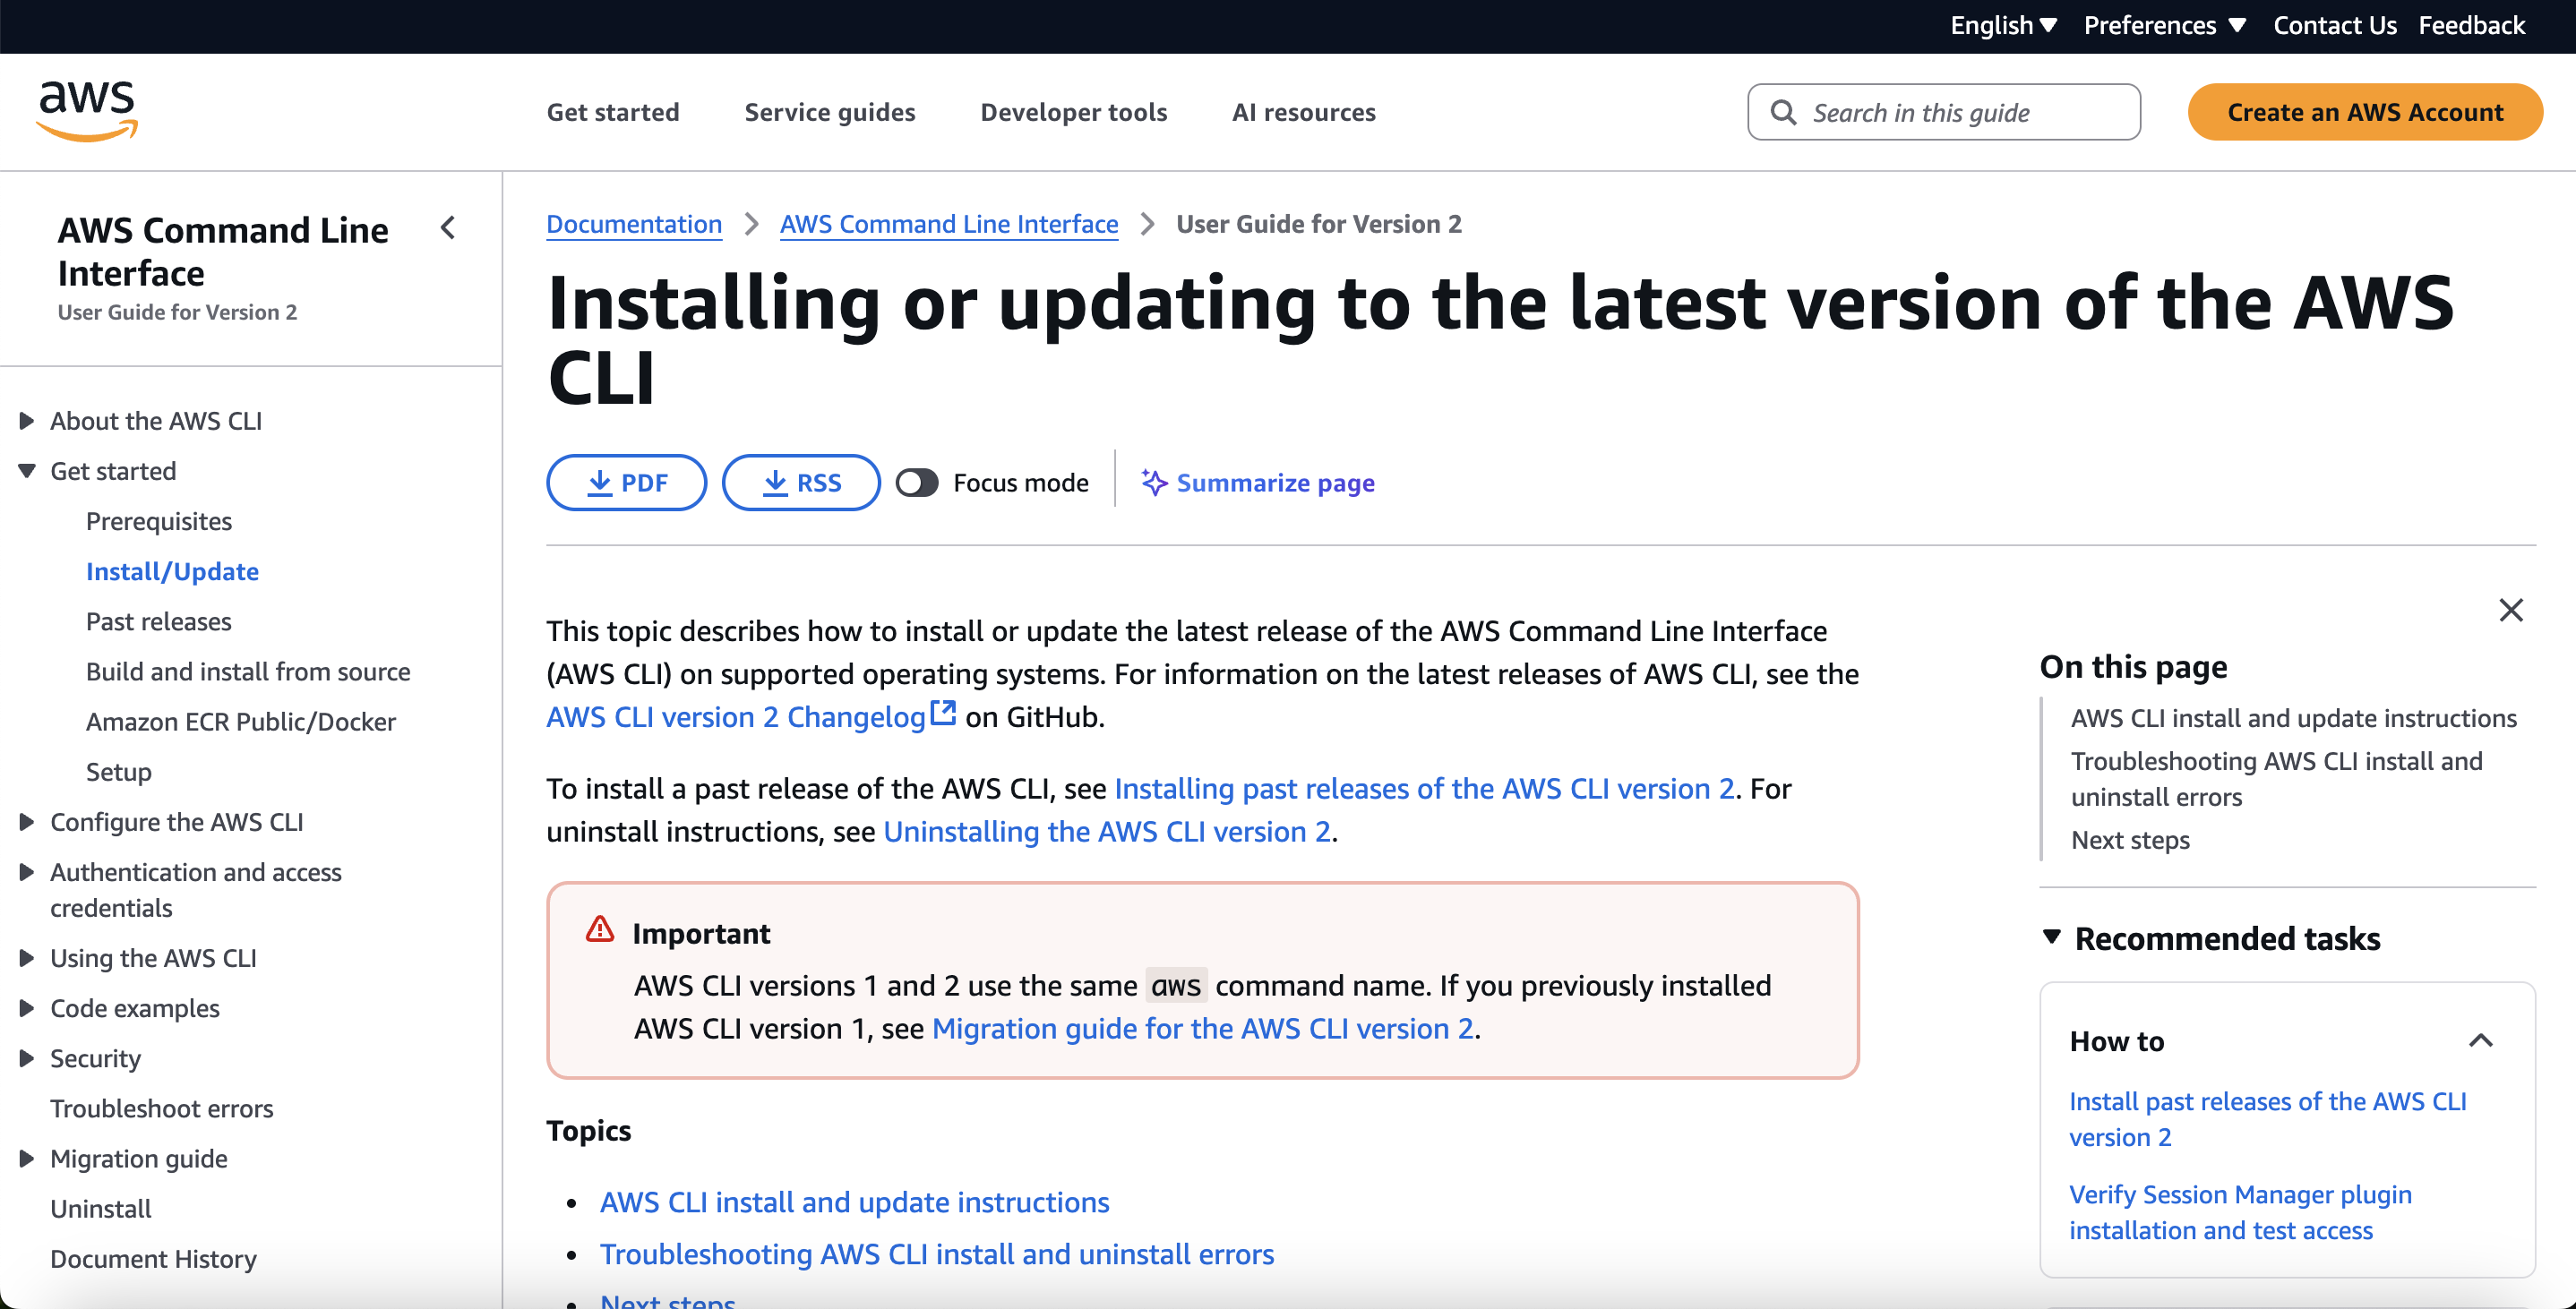 English Preferences Contact Us Feedback
aws
Get started Service guides Developer tools AI resources Search in this guide Create an AWS Account
AWS Command Line
Interface
User Guide for Version 2
About the AWS CLI
Get started
Prerequisites
Install/Update
Past releases
Build and install from source
Amazon ECR Public/Docker
Setup
Configure the AWS CLI
Authentication and access
credentials
Using the AWS CLI
Code examples
Security
Troubleshoot errors
Migration guide
Uninstall
Document History
Documentation AWS Command Line Interface User Guide for Version 2
Installing or updating to the latest version of the AWS
CLI
PDF RSS Focus mode Summarize page
This topic describes how to install or update the latest release of the AWS Command Line Interface
(AWS CLI) on supported operating systems. For information on the latest releases of AWS CLI, see the
AWS CLI version 2 Changelog on GitHub.
To install a past release of the AWS CLI, see Installing past releases of the AWS CLI version 2. For
uninstall instructions, see Uninstalling the AWS CLI version 2.
Important
AWS CLI versions 1 and 2 use the same aws command name. If you previously installed
AWS CLI version 1, see Migration guide for the AWS CLI version 2.
Topics
• AWS CLI install and update instructions
• Troubleshooting AWS CLI install and uninstall errors
• Next steps
On this page
AWS CLI install and update instructions
Troubleshooting AWS CLI install and
uninstall errors
Next steps
Recommended tasks
How to
Install past releases of the AWS CLI
version 2
Verify Session Manager plugin
installation and test access